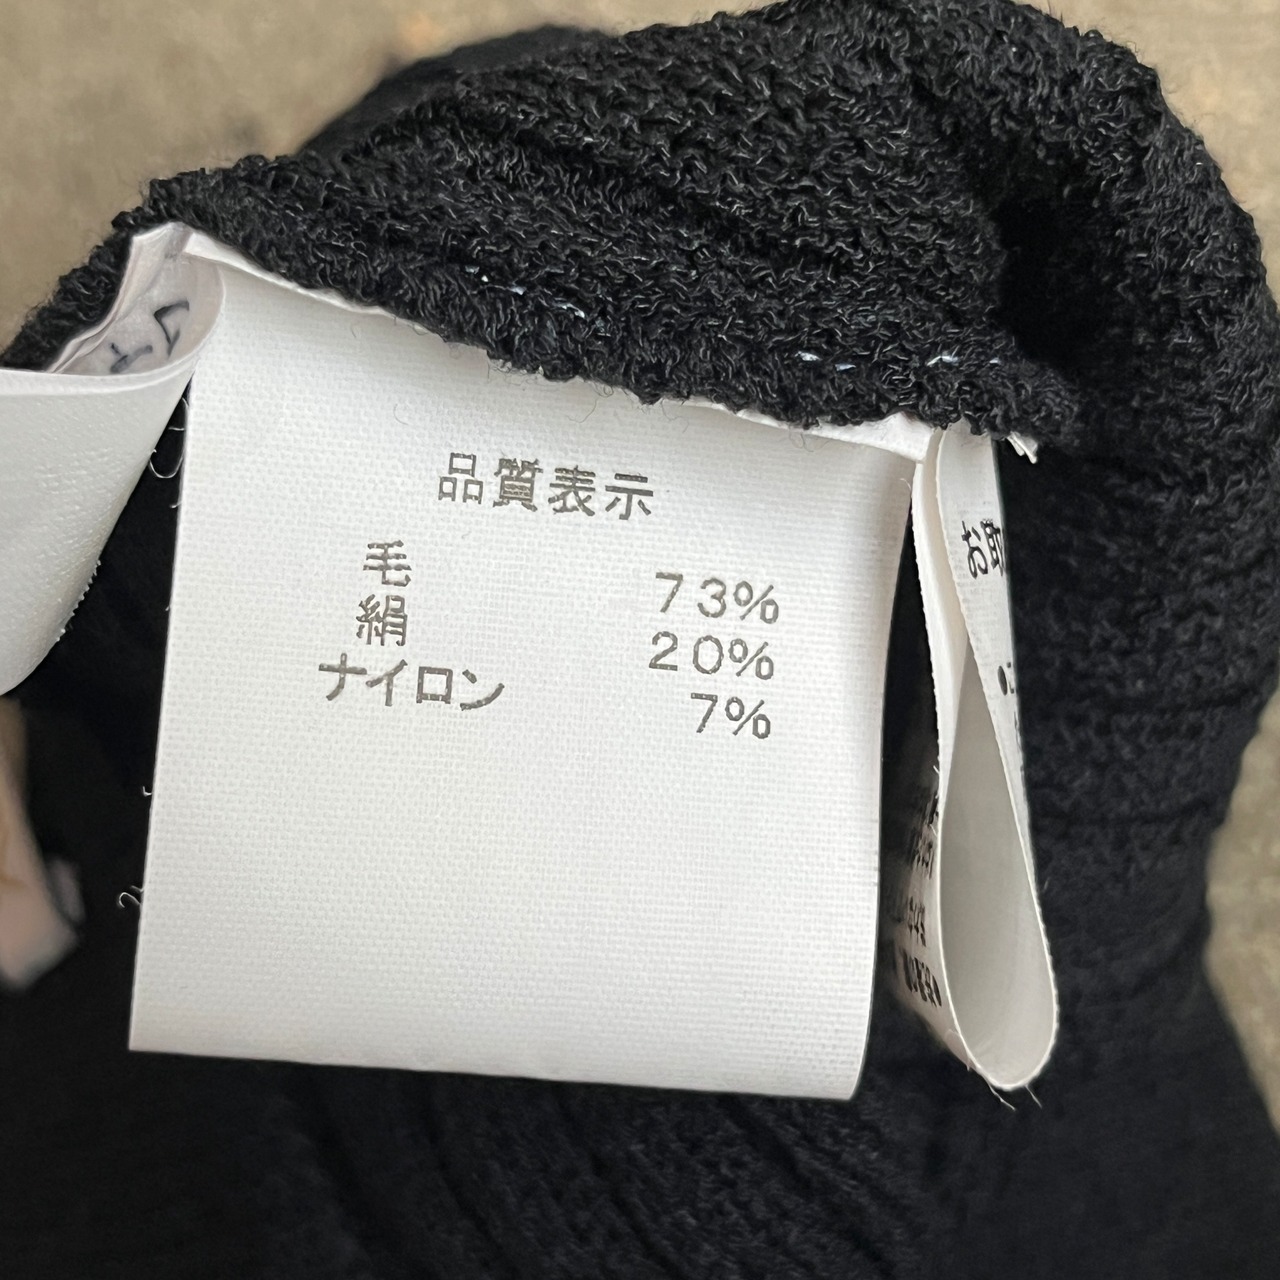 品質表示
毛 73%
絹 20%
ナイロン 7%
お取